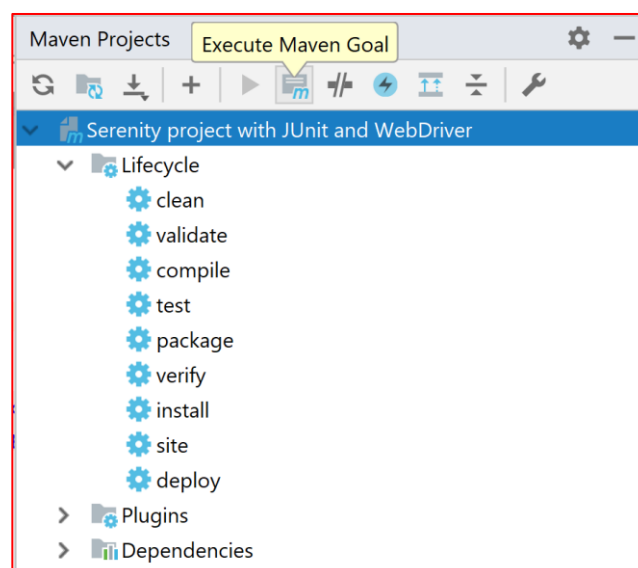 Maven Projects
Execute Maven Goal
Serenity project with JUnit and WebDriver
Lifecycle
clean
validate
compile
test
package
verify
install
site
deploy
Plugins
Dependencies